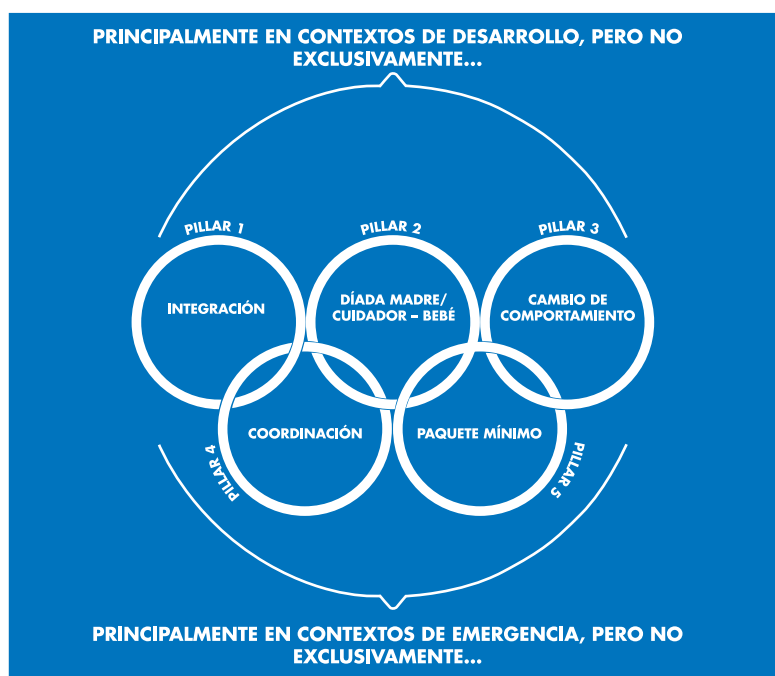 PRINCIPALMENTE EN CONTEXTOS DE DESARROLLO, PERO NO
EXCLUSIVAMENTE...
PILLAR 1
PILLAR 2
PILLAR 3
INTEGRACIÓN
DÍADA MADRE/
CUIDADOR – BEBÉ
CAMBIO DE
COMPORTAMIENTO
COORDINACIÓN
PAQUETE MÍNIMO
PILLAR 4
PILLAR 5
PRINCIPALMENTE EN CONTEXTOS DE EMERGENCIA, PERO NO
EXCLUSIVAMENTE...